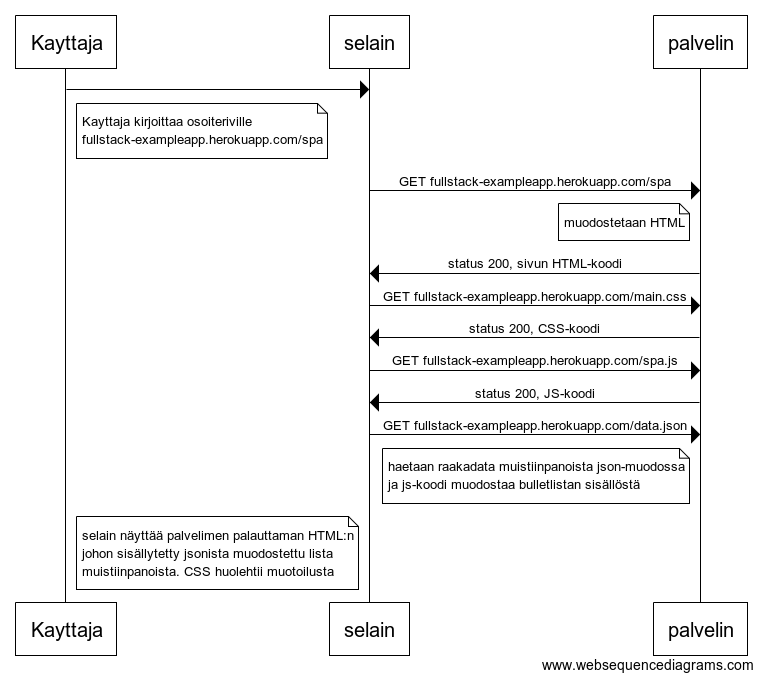 Kayttaja
selain
palvelin
Kayttaja kirjoittaa osoiteriville
fullstack-exampleapp.herokuapp.com/spa
GET fullstack-exampleapp.herokuapp.com/spa
muodostetaan HTML
status 200, sivun HTML-koodi
GET fullstack-exampleapp.herokuapp.com/main.css
status 200, CSS-koodi
GET fullstack-exampleapp.herokuapp.com/spa.js
status 200, JS-koodi
GET fullstack-exampleapp.herokuapp.com/data.json
haetaan raakadata muistiinpanoista json-muodossa
ja js-koodi muodostaa bulletlistan sisällöstä
selain näyttää palvelimen palauttaman HTML:n
johon sisällytetty jsonista muodostettu lista
muistiinpanoista. CSS huolehtii muotoilusta
Kayttaja
selain
palvelin
www.websequencediagrams.com